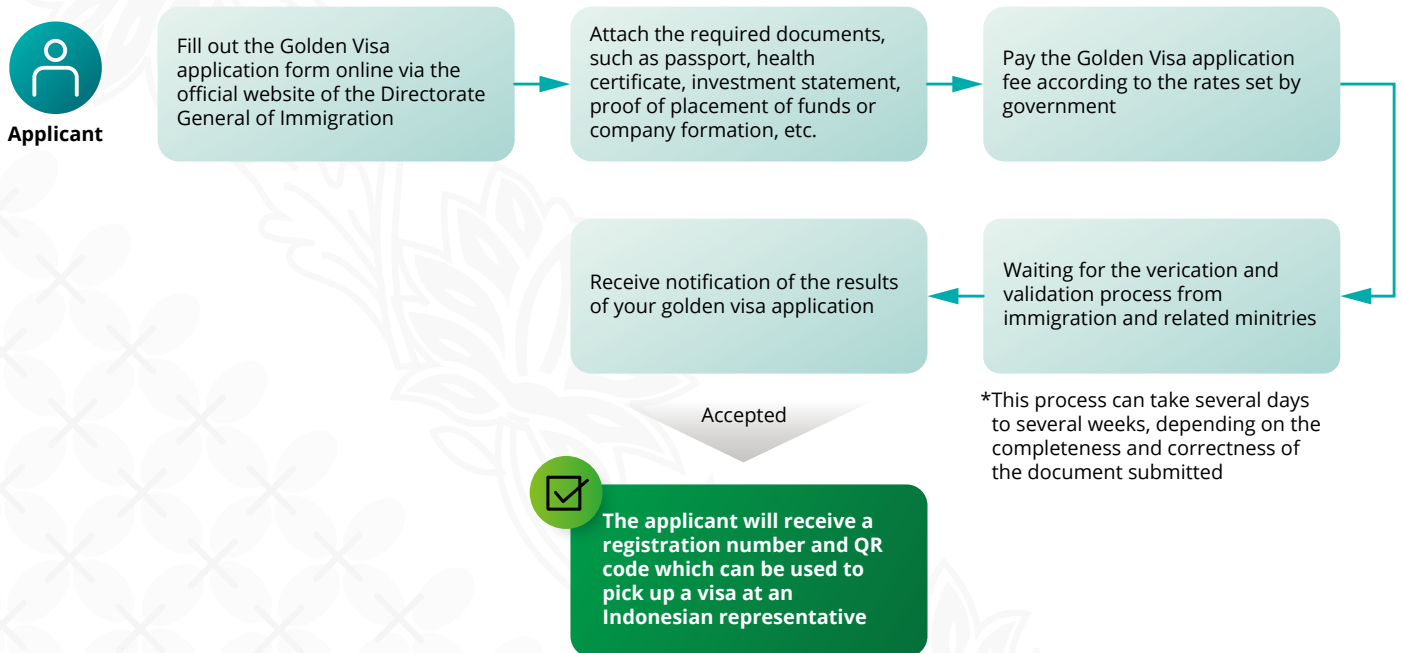 Applicant
Fill out the Golden Visa
application form online via the
official website of the Directorate
General of Immigration
Attach the required documents,
such as passport, health
certificate, investment statement,
proof of placement of funds or
company formation, etc.
Pay the Golden Visa application
fee according to the rates set by
government
Waiting for the verication and
validation process from
immigration and related minitries
*This process can take several days
to several weeks, depending on the
completeness and correctness of
the document submitted
Receive notification of the results
of your golden visa application
Accepted
The applicant will receive a
registration number and QR
code which can be used to
pick up a visa at an
Indonesian representative